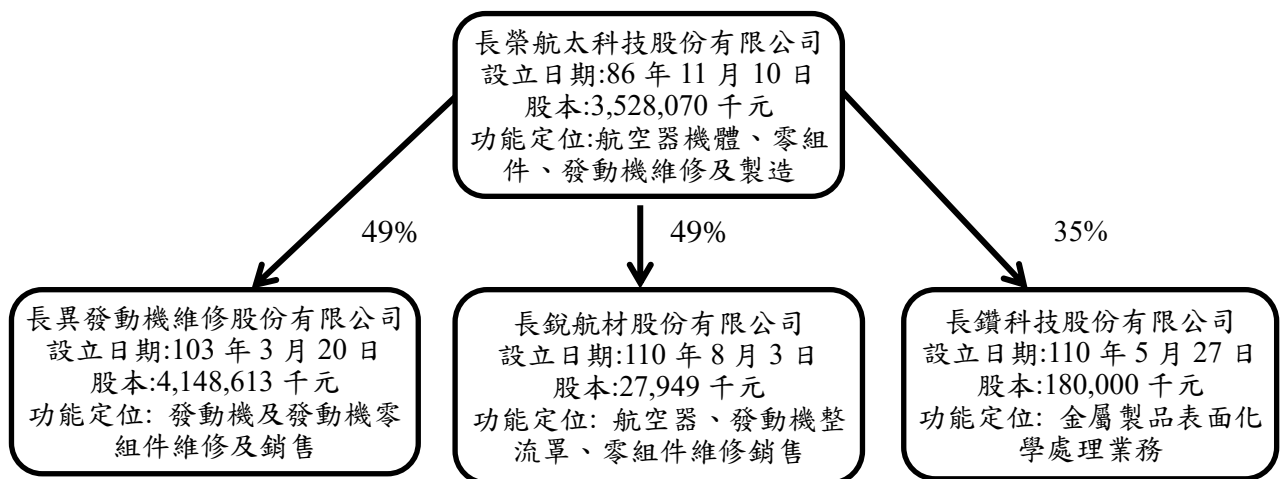 長榮航太科技股份有限公司
設立日期:86 年 11 月 10 日
股本:3,528,070 千元
功能定位:航空器機體、零組
件、發動機維修及製造
49%
49%
35%
長異發動機維修股份有限公司
設立日期:103 年 3 月 20 日
股本:4,148,613 千元
功能定位: 發動機及發動機零
組件維修及銷售
長銳航材股份有限公司
設立日期:110 年 8 月 3 日
股本:27,949 千元
功能定位: 航空器、發動機整
流罩、零組件維修銷售
長鑽科技股份有限公司
設立日期:110 年 5 月 27 日
股本:180,000 千元
功能定位: 金屬製品表面化
學處理業務